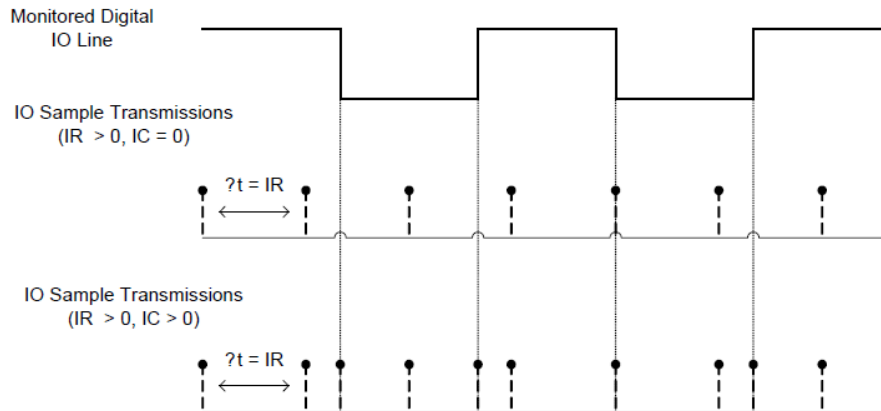 Monitored Digital
IO Line
IO Sample Transmissions
(IR > 0, IC = 0)
?t = IR
IO Sample Transmissions
(IR > 0, IC > 0)
?t = IR